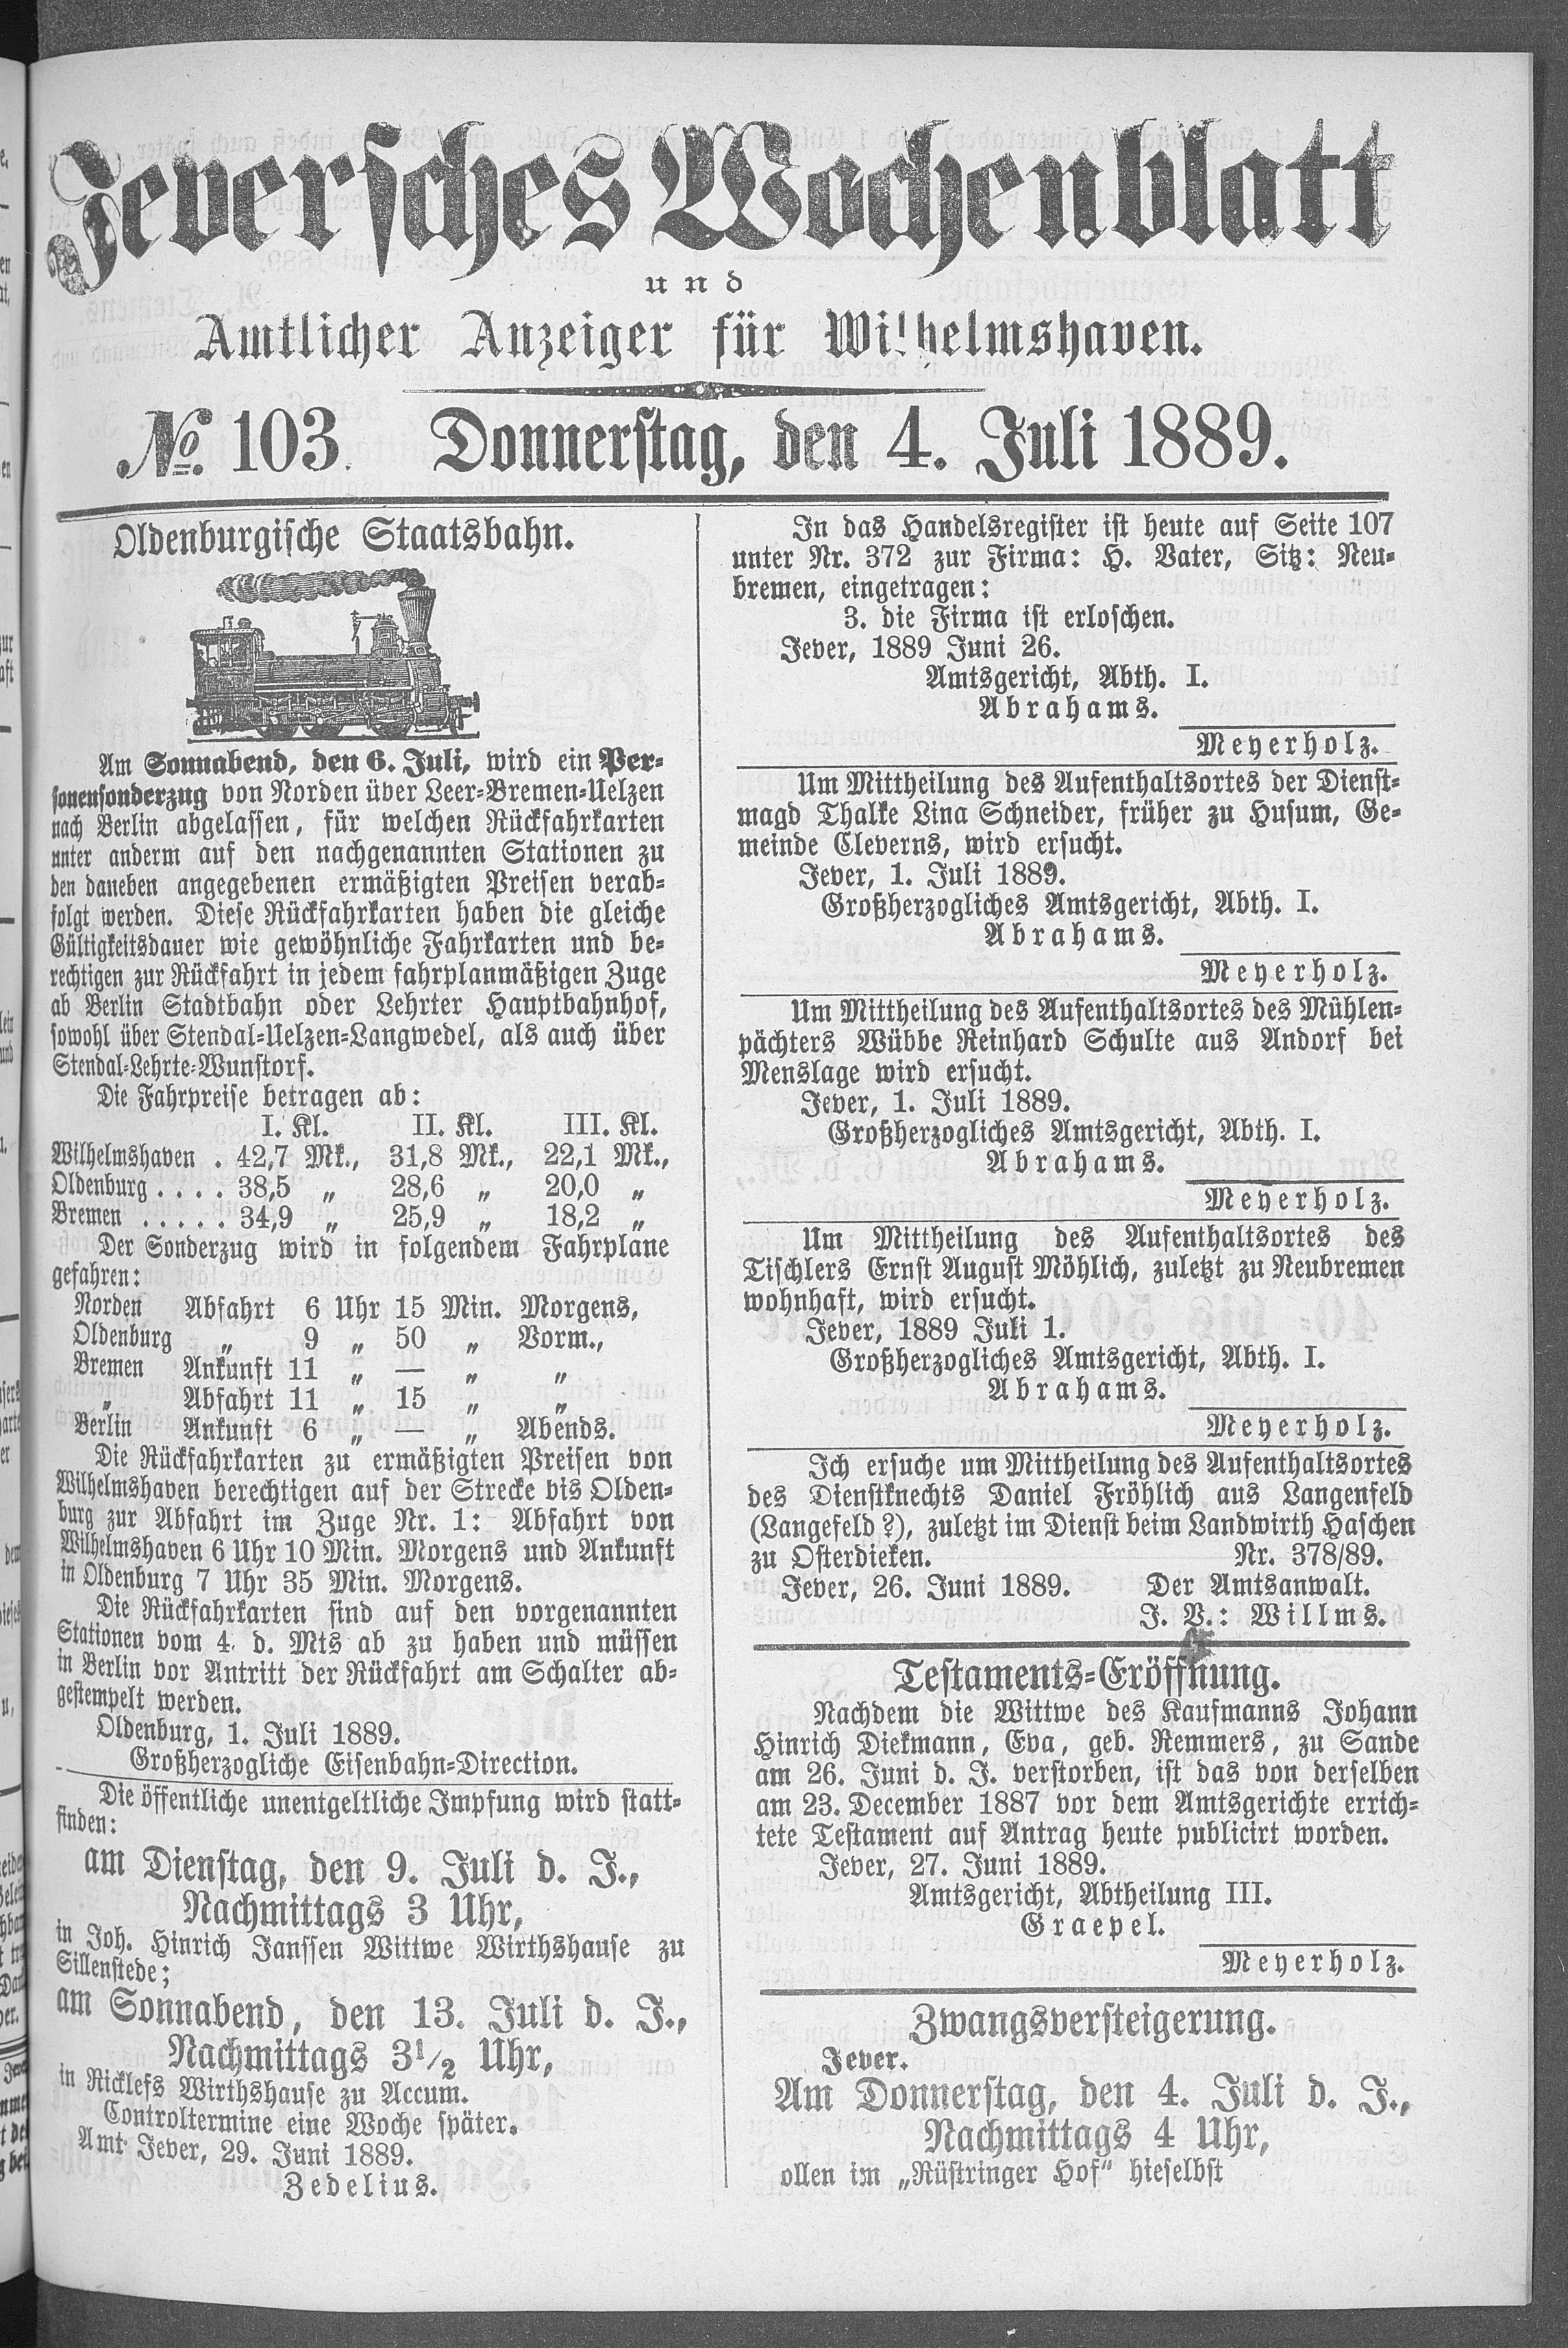 Jeversches Wochenblatt
und
Amtlicher Anzeiger für Wilhelmshaven.
No. 103. Donnerstag, den 4. Juli 1889.
Oldenburgische Staatsbahn.
Am Sonnabend, den 6. Juli, wird ein Per-
sonensonderzug von Norden über Leer-Bremen-Uelzen
nach Berlin abgelassen, für welchen Rückfahrkarten
unter anderm auf den nachgenannten Stationen zu
den daneben angegebenen ermäßigten Preisen verab-
folgt werden. Diese Rückfahrkarten haben die gleiche
Gültigkeitsdauer wie gewöhnliche Fahrkarten und be-
rechtigen zur Rückfahrt in jedem fahrplanmäßigen Zuge
ab Berlin Stadtbahn oder Lehrter Hauptbahnhof,
sowohl über Stendal-Uelzen-Langwedel, als auch über
Stendal-Lehrte-Wunstorf.
Die Fahrpreise betragen ab:
I. Kl. II. Kl. III. Kl.
Wilhelmshaven . 42,7 Mk., 31,8 Mk., 22,1 Mk.,
Oldenburg . . . . 38,5 „ 28,6 „ 20,0 „
Bremen . . . . . 34,9 „ 25,9 „ 18,2 „
Der Sonderzug wird in folgendem Fahrplane
gefahren:
Norden Abfahrt 6 Uhr 15 Min. Morgens,
Oldenburg „ 9 „ 50 „ Vorm.,
Bremen Ankunft 11 „ — „ „
„ Abfahrt 11 „ 15 „ „
Berlin Ankunft 6 „ — „ Abends.
Die Rückfahrkarten zu ermäßigten Preisen von
Wilhelmshaven berechtigen auf der Strecke bis Olden-
burg zur Abfahrt im Zuge Nr. 1: Abfahrt von
Wilhelmshaven 6 Uhr 10 Min. Morgens und Ankunft
in Oldenburg 7 Uhr 35 Min. Morgens.
Die Rückfahrkarten sind auf den vorgenannten
Stationen vom 4. d. Mts ab zu haben und müssen
in Berlin vor Antritt der Rückfahrt am Schalter ab-
gestempelt werden.
Oldenburg, 1. Juli 1889.
Großherzogliche Eisenbahn-Direction.
Die öffentliche unentgeltliche Impfung wird statt-
finden:
am Dienstag, den 9. Juli d. J.,
Nachmittags 3 Uhr,
in Joh. Hinrich Janssen Wittwe Wirthshause zu
Sillenstede;
am Sonnabend, den 13. Juli d. J.,
Nachmittags 3½ Uhr,
in Ricklefs Wirthshause zu Accum.
Controltermine eine Woche später.
Amt Jever, 29. Juni 1889.
Zedelius.
In das Handelsregister ist heute auf Seite 107
unter Nr. 372 zur Firma: H. Vater, Sitz: Neu-
bremen, eingetragen:
3. die Firma ist erloschen.
Jever, 1889 Juni 26.
Amtsgericht, Abth. I.
Abrahams.
Meyerholz.
Um Mittheilung des Aufenthaltsortes der Dienst-
magd Thalke Lina Schneider, früher zu Husum, Ge-
meinde Cleverns, wird ersucht.
Jever, 1. Juli 1889.
Großherzogliches Amtsgericht, Abth. I.
Abrahams.
Meyerholz.
Um Mittheilung des Aufenthaltsortes des Mühlen-
pächters Wübbe Reinhard Schulte aus Andorf bei
Menslage wird ersucht.
Jever, 1. Juli 1889.
Großherzogliches Amtsgericht, Abth. I.
Abrahams.
Meyerholz.
Um Mittheilung des Aufenthaltsortes des
Tischlers Ernst August Möhlich, zuletzt zu Neubremen
wohnhaft, wird ersucht.
Jever, 1889 Juli 1.
Großherzogliches Amtsgericht, Abth. I.
Abrahams.
Meyerholz.
Ich ersuche um Mittheilung des Aufenthaltsortes
des Dienstknechts Daniel Fröhlich aus Langenfeld
(Langefeld?), zuletzt im Dienst beim Landwirth Haschen
zu Osterdieken. Nr. 378/89.
Jever, 26. Juni 1889. Der Amtsanwalt.
J. V.: Willms.
Testaments-Eröffnung.
Nachdem die Wittwe des Kaufmanns Johann
Hinrich Diekmann, Eva, geb. Remmers, zu Sande
am 26. Juni d. J. verstorben, ist das von derselben
am 23. December 1887 vor dem Amtsgerichte errich-
tete Testament auf Antrag heute publicirt worden.
Jever, 27. Juni 1889.
Amtsgericht, Abtheilung III.
Graepel.
Meyerholz.
Zwangsversteigerung.
Jever.
Am Donnerstag, den 4. Juli d. J.,
Nachmittags 4 Uhr,
ollen im „Rüstringer Hof“ hieselbst